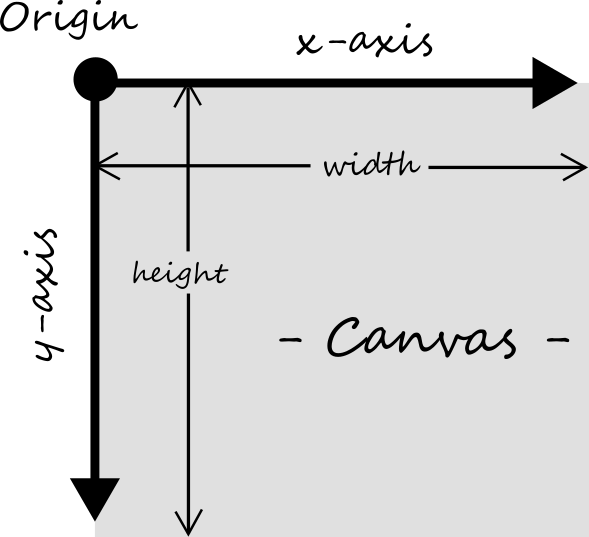 Origin
x-axis
width
y-axis
height
- Canvas -